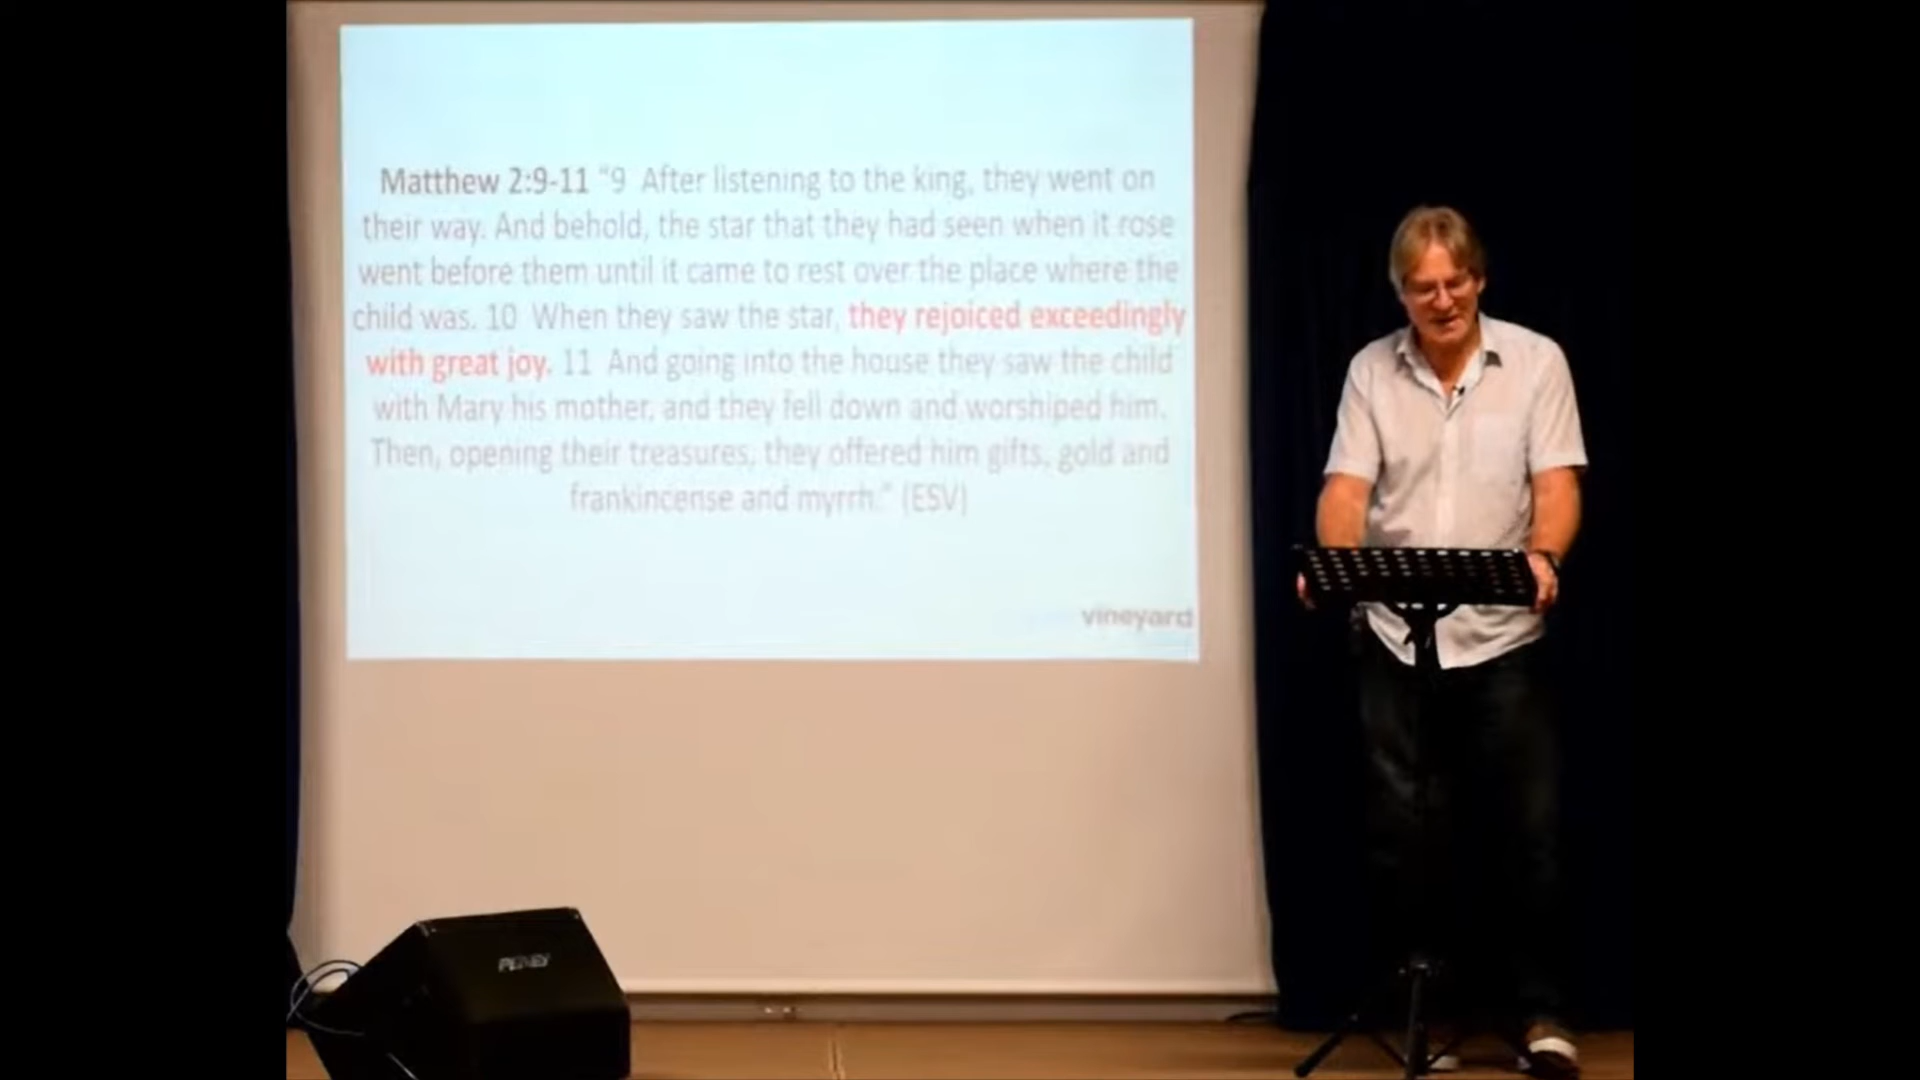 Matthew 2:9-11 "9 After listening to the king, they went on
their way. And behold, the star that they had seen when it rose
went before them until it came to rest over the place where the
child was. 10 When they saw the star, they rejoiced exceedingly
with great joy. 11 And going into the house they saw the child
with Mary his mother, and they fell down and worshiped him.
Then, opening their treasures, they offered him gifts, gold and
frankincense and myrrh." (ESV)
vineyard
PEAVEY